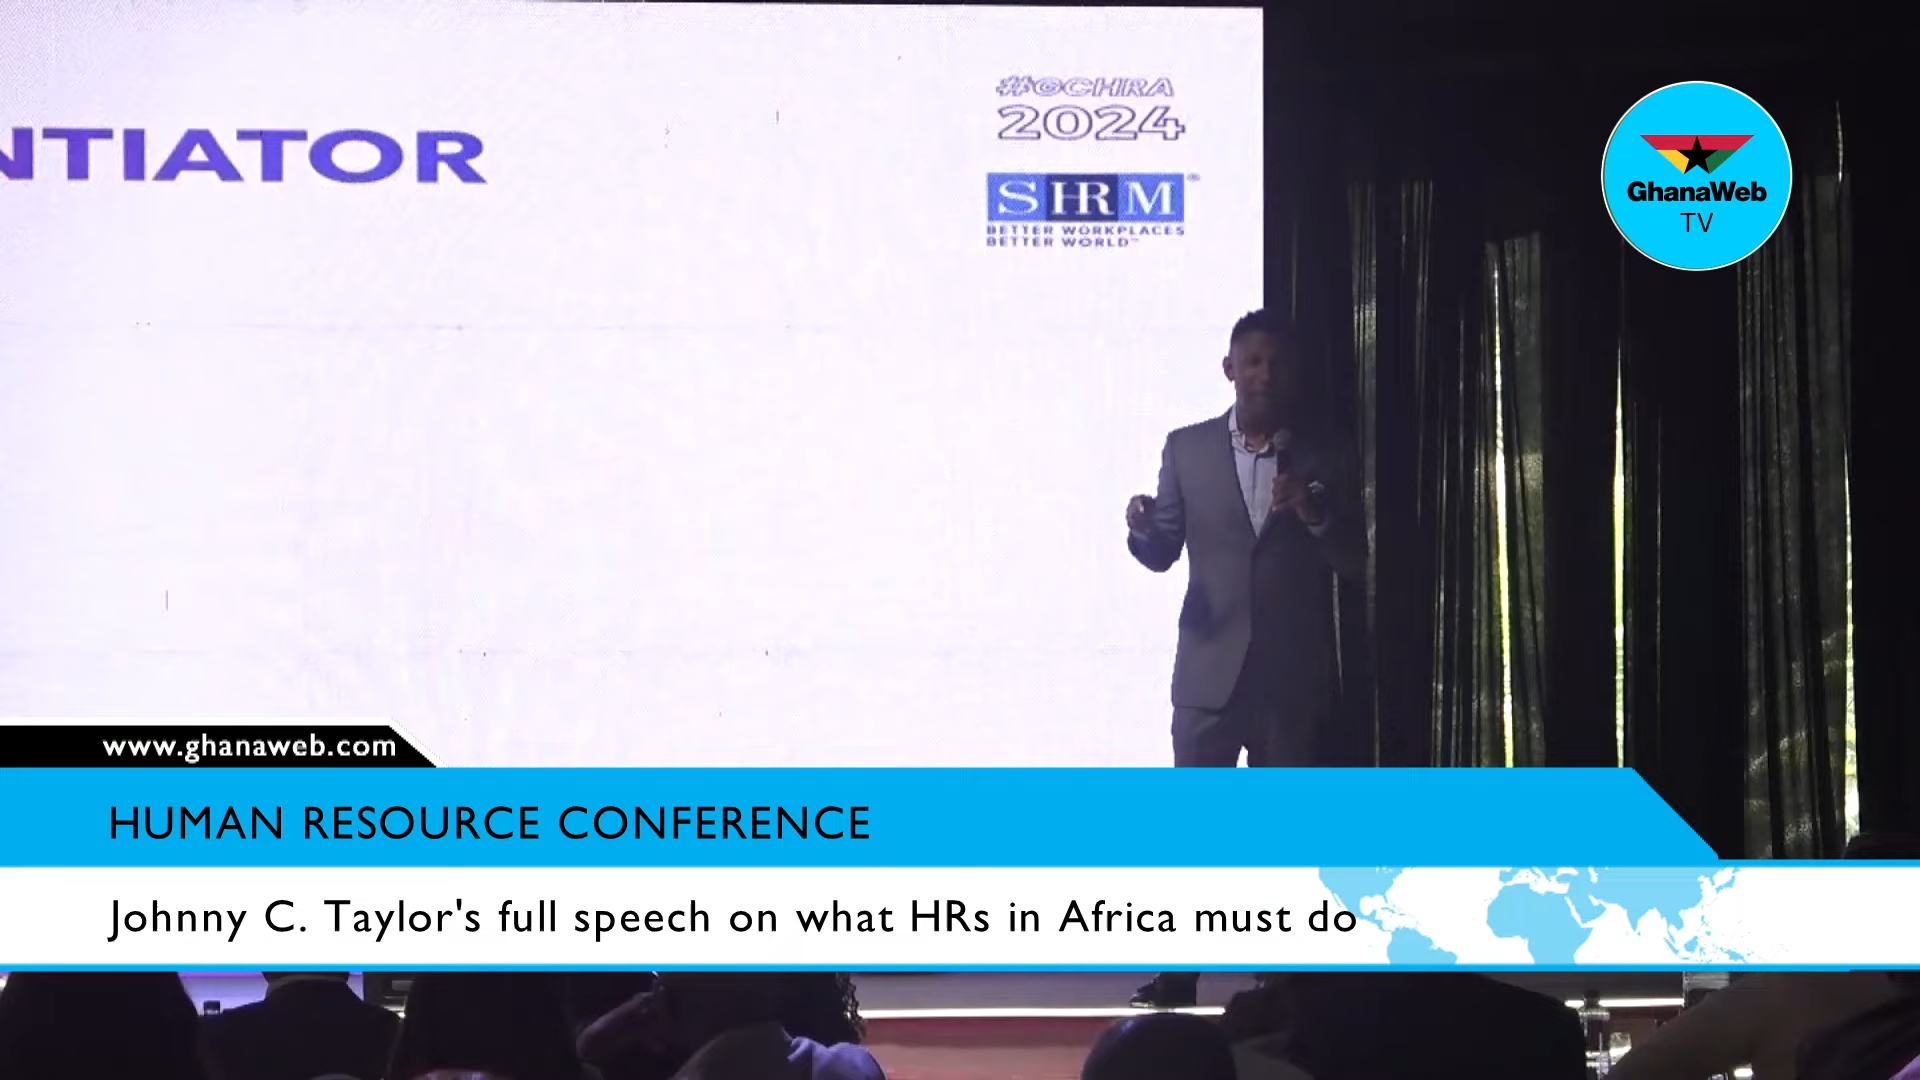 NTIATOR
#GCHRA
2024
SHRM®
BETTER WORKPLACES
BETTER WORLD™
GhanaWeb
TV
www.ghanaweb.com
HUMAN RESOURCE CONFERENCE
Johnny C. Taylor's full speech on what HRs in Africa must do